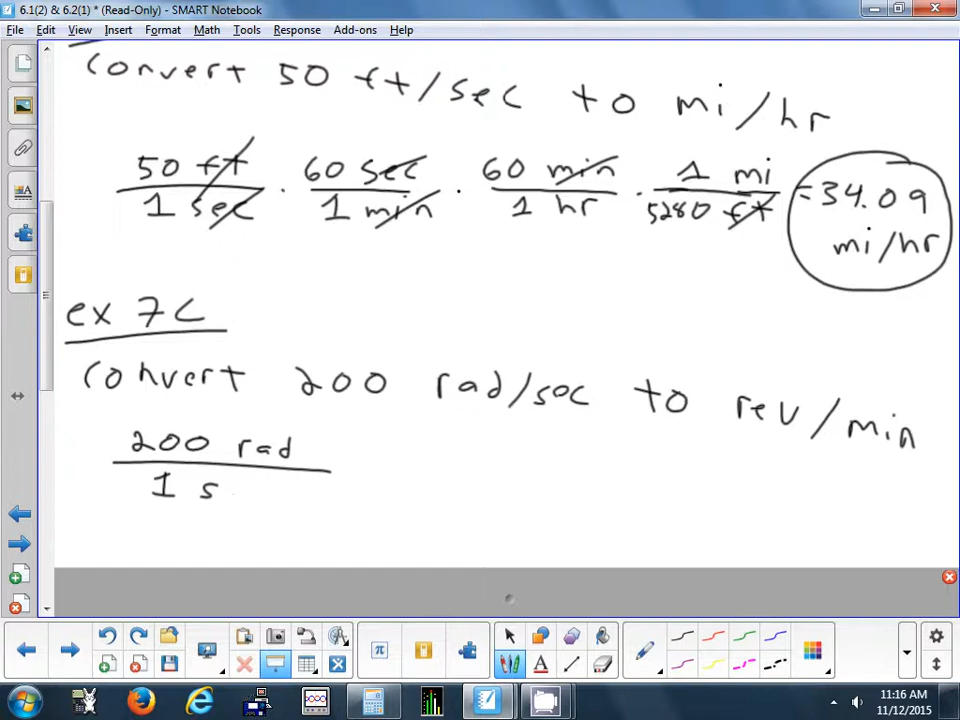 6.1(2) & 6.2(1) * (Read-Only) - SMART Notebook
File Edit View Insert Format Math Tools Response Add-ons Help
Convert 50 ft/sec to mi/hr
50 ft / 1 sec · 60 sec / 1 min · 60 min / 1 hr · 1 mi / 5280 ft = 34.09 mi/hr
ex 7c
Convert 200 rad/sec to rev/min
200 rad
1 s
11:16 AM
11/12/2015